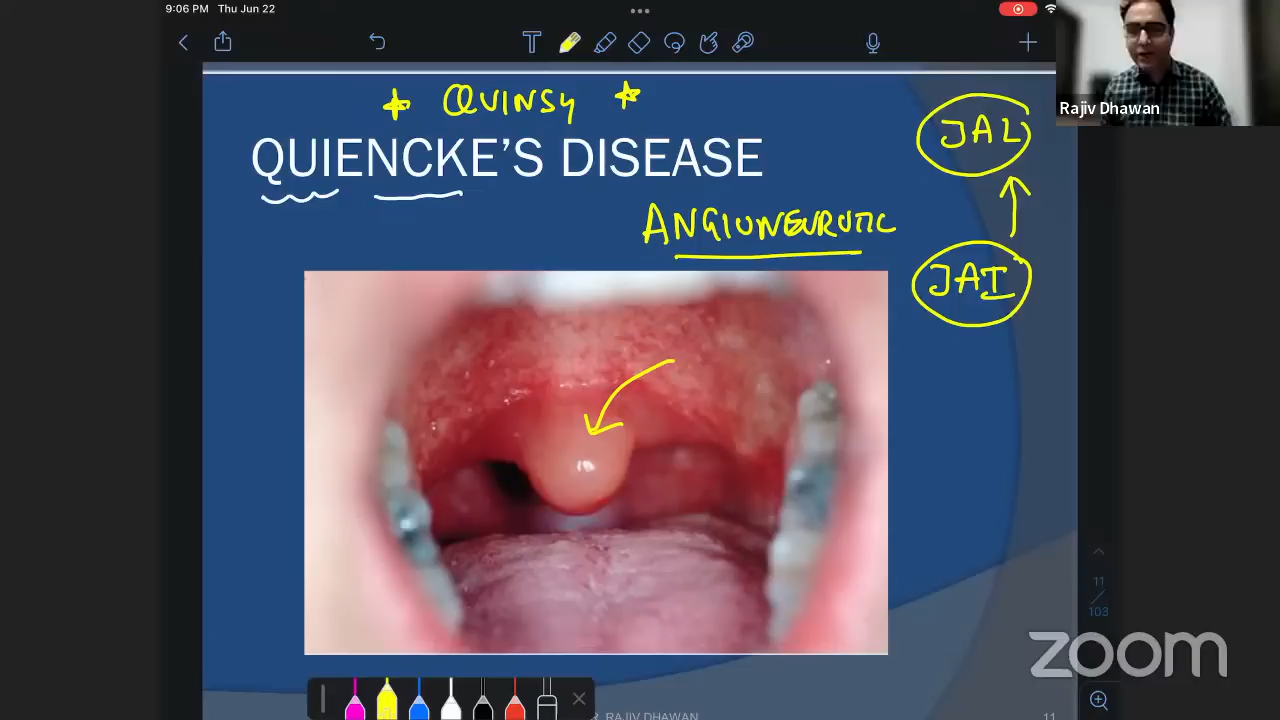 9:06 PM Thu Jun 22
QUINSY
QUIENCKE'S DISEASE
JAL
Rajiv Dhawan
ANGIONEUROTIC
JAI
11
103
zoom
R. RAJIV DHAWAN
11